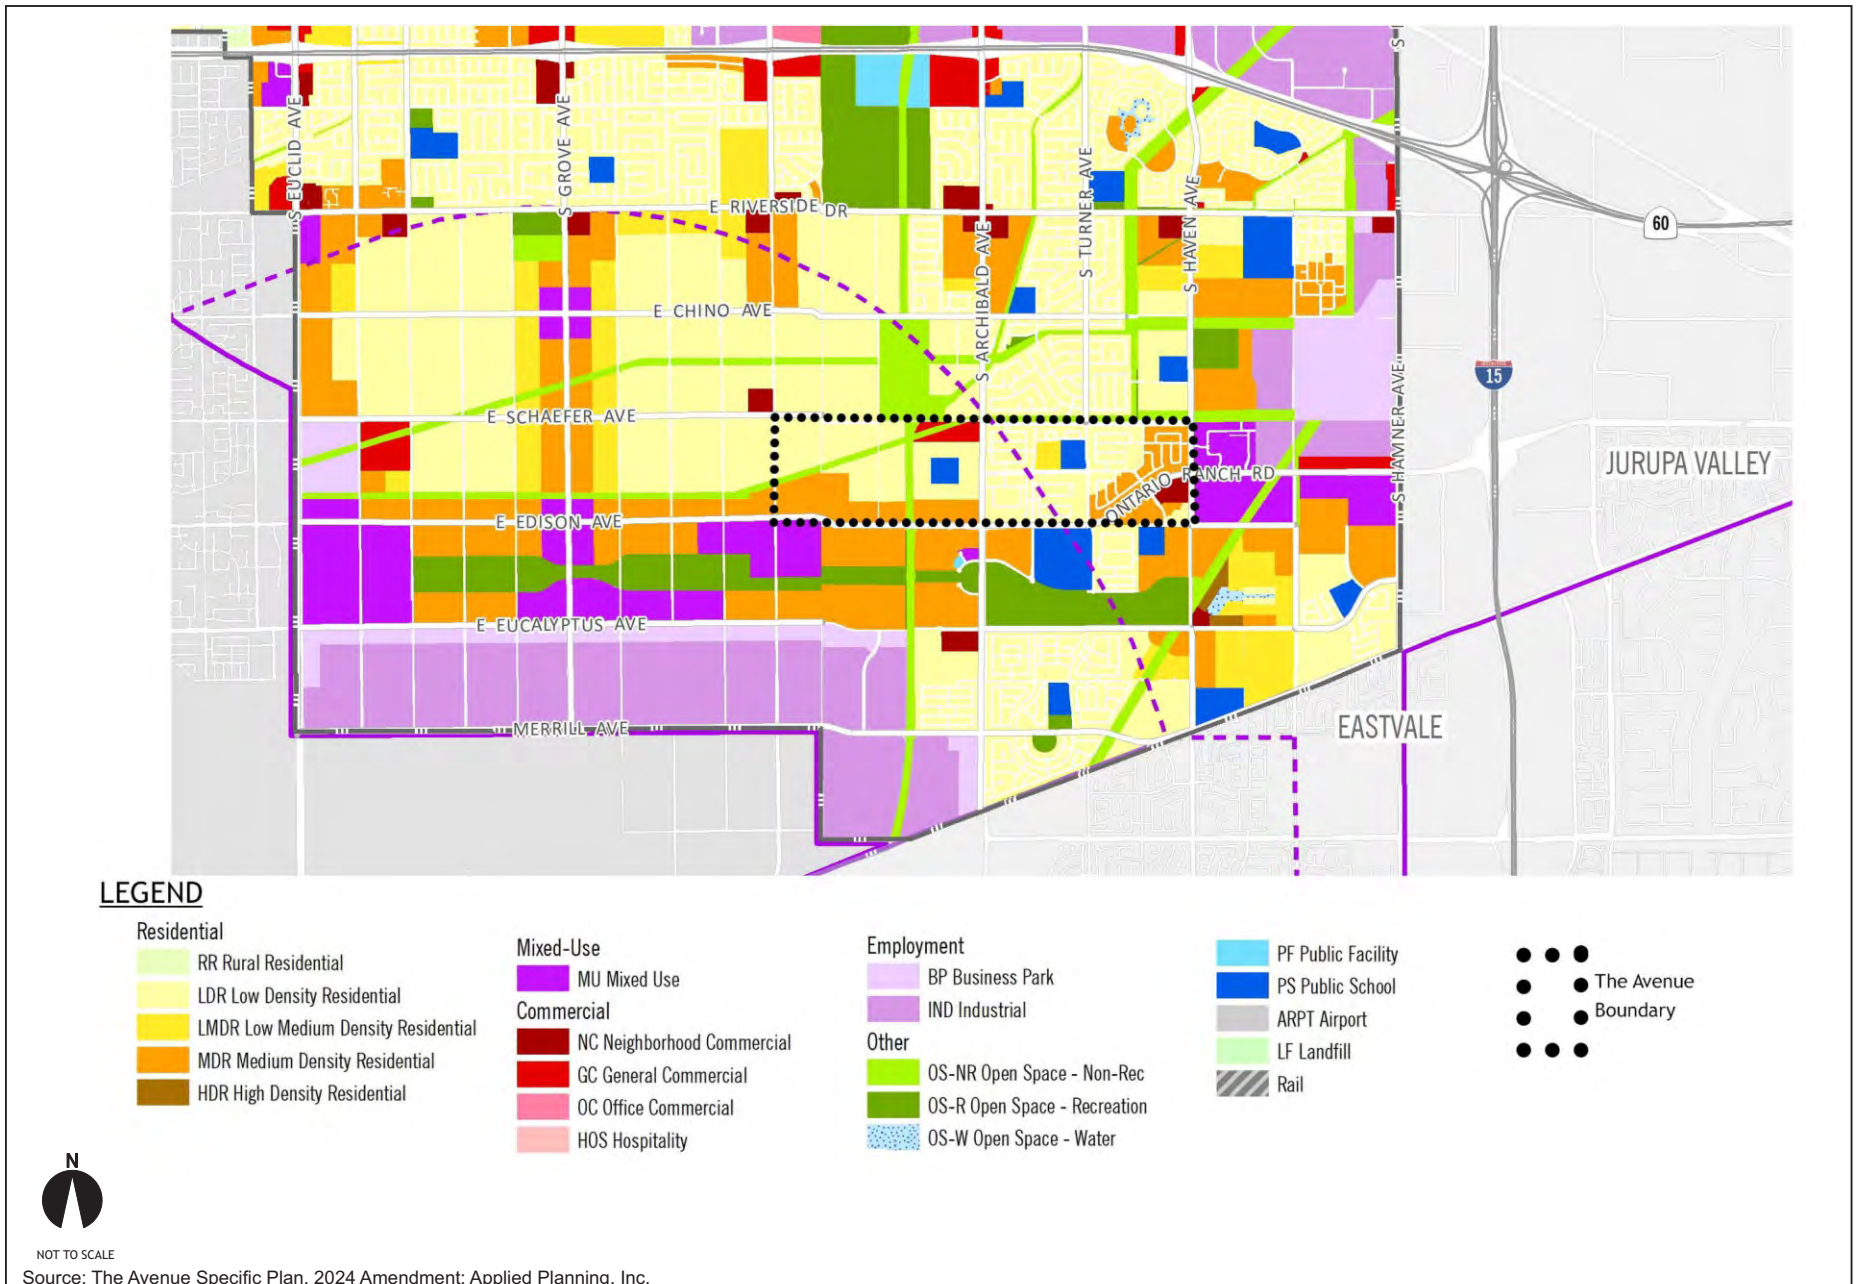 S
S EUCLID AVE
S GROVE AVE
E RIVERSIDE DR
S TURNER AVE
S HAVEN AVE
S ARCHIBALD AVE
60
E CHINO AVE
15
S HAMNER AVE
E SCHAEFER AVE
ONTARIO RANCH RD
JURUPA VALLEY
E EDISON AVE
E EUCALYPTUS AVE
MERRILL AVE
EASTVALE
LEGEND
Residential
RR Rural Residential
LDR Low Density Residential
LMDR Low Medium Density Residential
MDR Medium Density Residential
HDR High Density Residential
Mixed-Use
MU Mixed Use
Commercial
NC Neighborhood Commercial
GC General Commercial
OC Office Commercial
HOS Hospitality
Employment
BP Business Park
IND Industrial
Other
OS-NR Open Space - Non-Rec
OS-R Open Space - Recreation
OS-W Open Space - Water
PF Public Facility
PS Public School
ARPT Airport
LF Landfill
Rail
The Avenue
Boundary
N
NOT TO SCALE
Source: The Avenue Specific Plan, 2024 Amendment; Applied Planning, Inc.